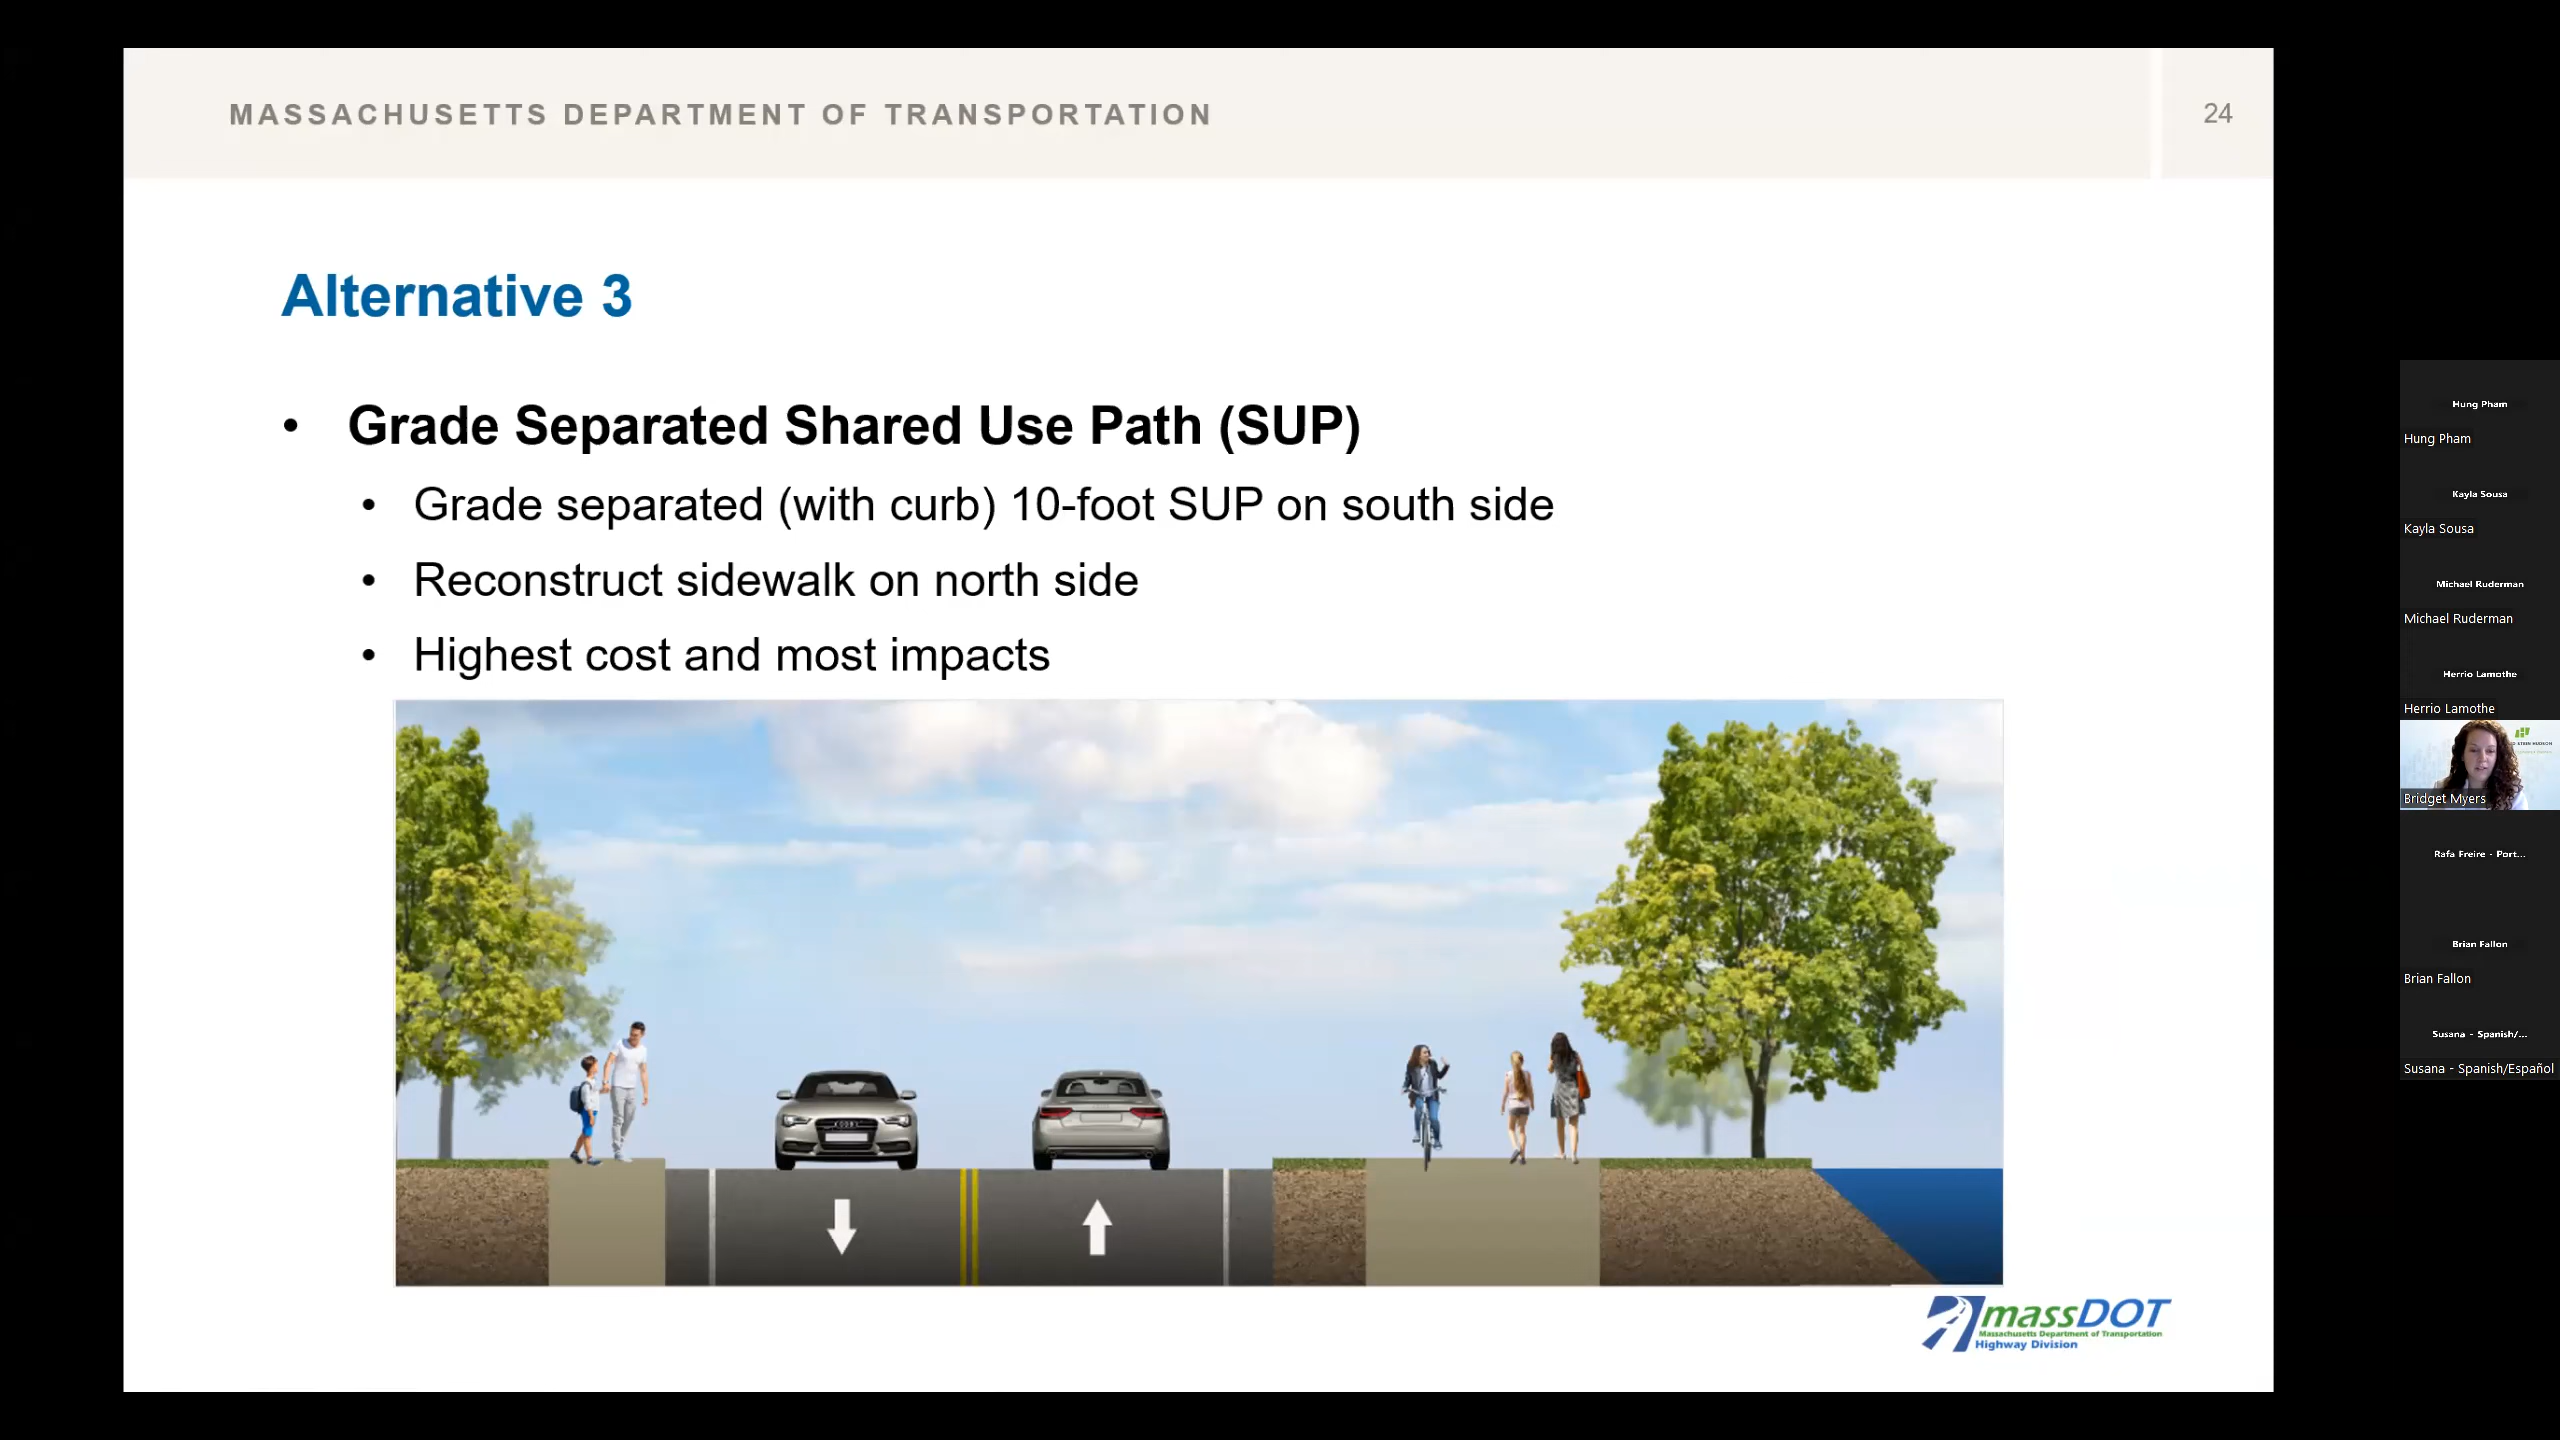 MASSACHUSETTS DEPARTMENT OF TRANSPORTATION
24
Alternative 3
• Grade Separated Shared Use Path (SUP)
• Grade separated (with curb) 10-foot SUP on south side
• Reconstruct sidewalk on north side
• Highest cost and most impacts
massDOT
Massachusetts Department of Transportation
Highway Division
Hung Pham
Hung Pham
Kayla Sousa
Kayla Sousa
Michael Ruderman
Michael Ruderman
Herrio Lamothe
Herrio Lamothe
STEIN HUDSON
Bridget Myers
Rafa Freire - Port...
Brian Fallon
Brian Fallon
Susana - Spanish/...
Susana - Spanish/Español